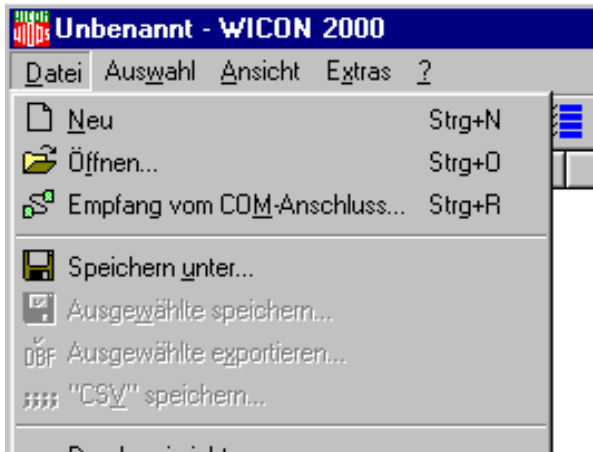 Unbenannt - WICON 2000
Datei Auswahl Ansicht Extras ?
Neu Strg+N
Öffnen... Strg+O
Empfang vom COM-Anschluss... Strg+R
Speichern unter...
Ausgewählte speichern...
DBF Ausgewählte exportieren...
"CSV" speichern...